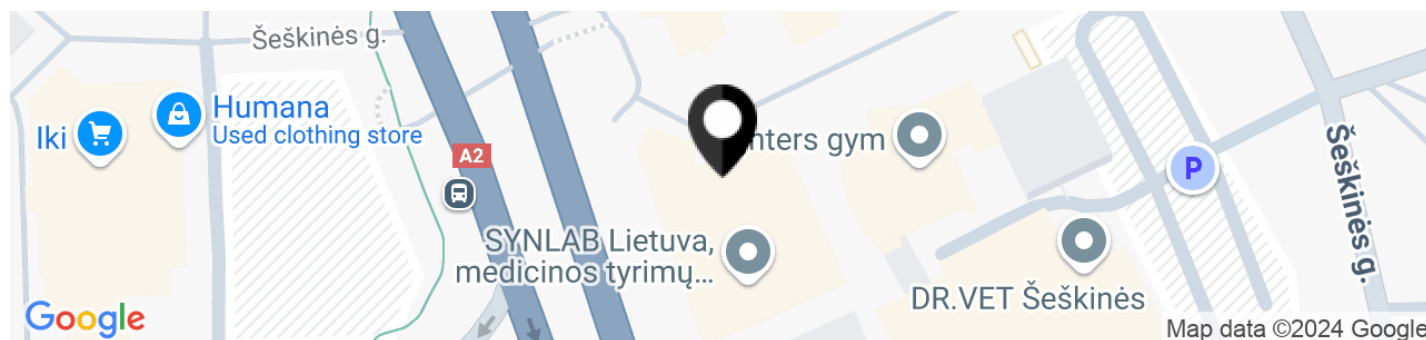 Šeškinės g.
Iki
Humana
Used clothing store
A2
nters gym
P
Šeškinės g.
SYNLAB Lietuva,
medicinos tyrimų...
DR.VET Šeškinės
Google
Map data ©2024 Google